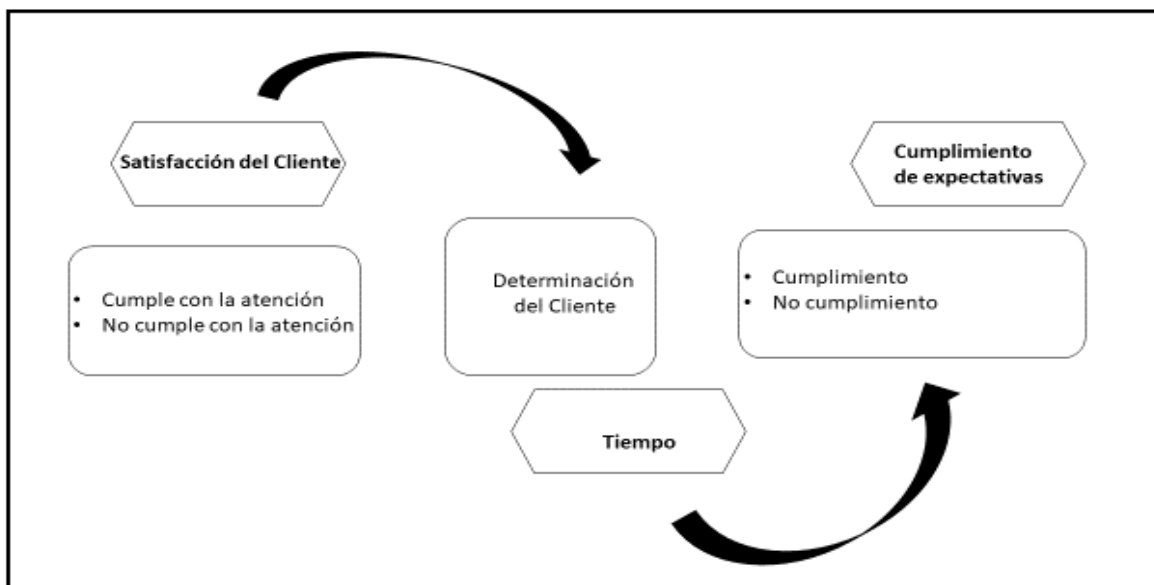 Satisfacción del Cliente
• Cumple con la atención
• No cumple con la atención
Determinación
del Cliente
Tiempo
Cumplimiento
de expectativas
• Cumplimiento
• No cumplimiento